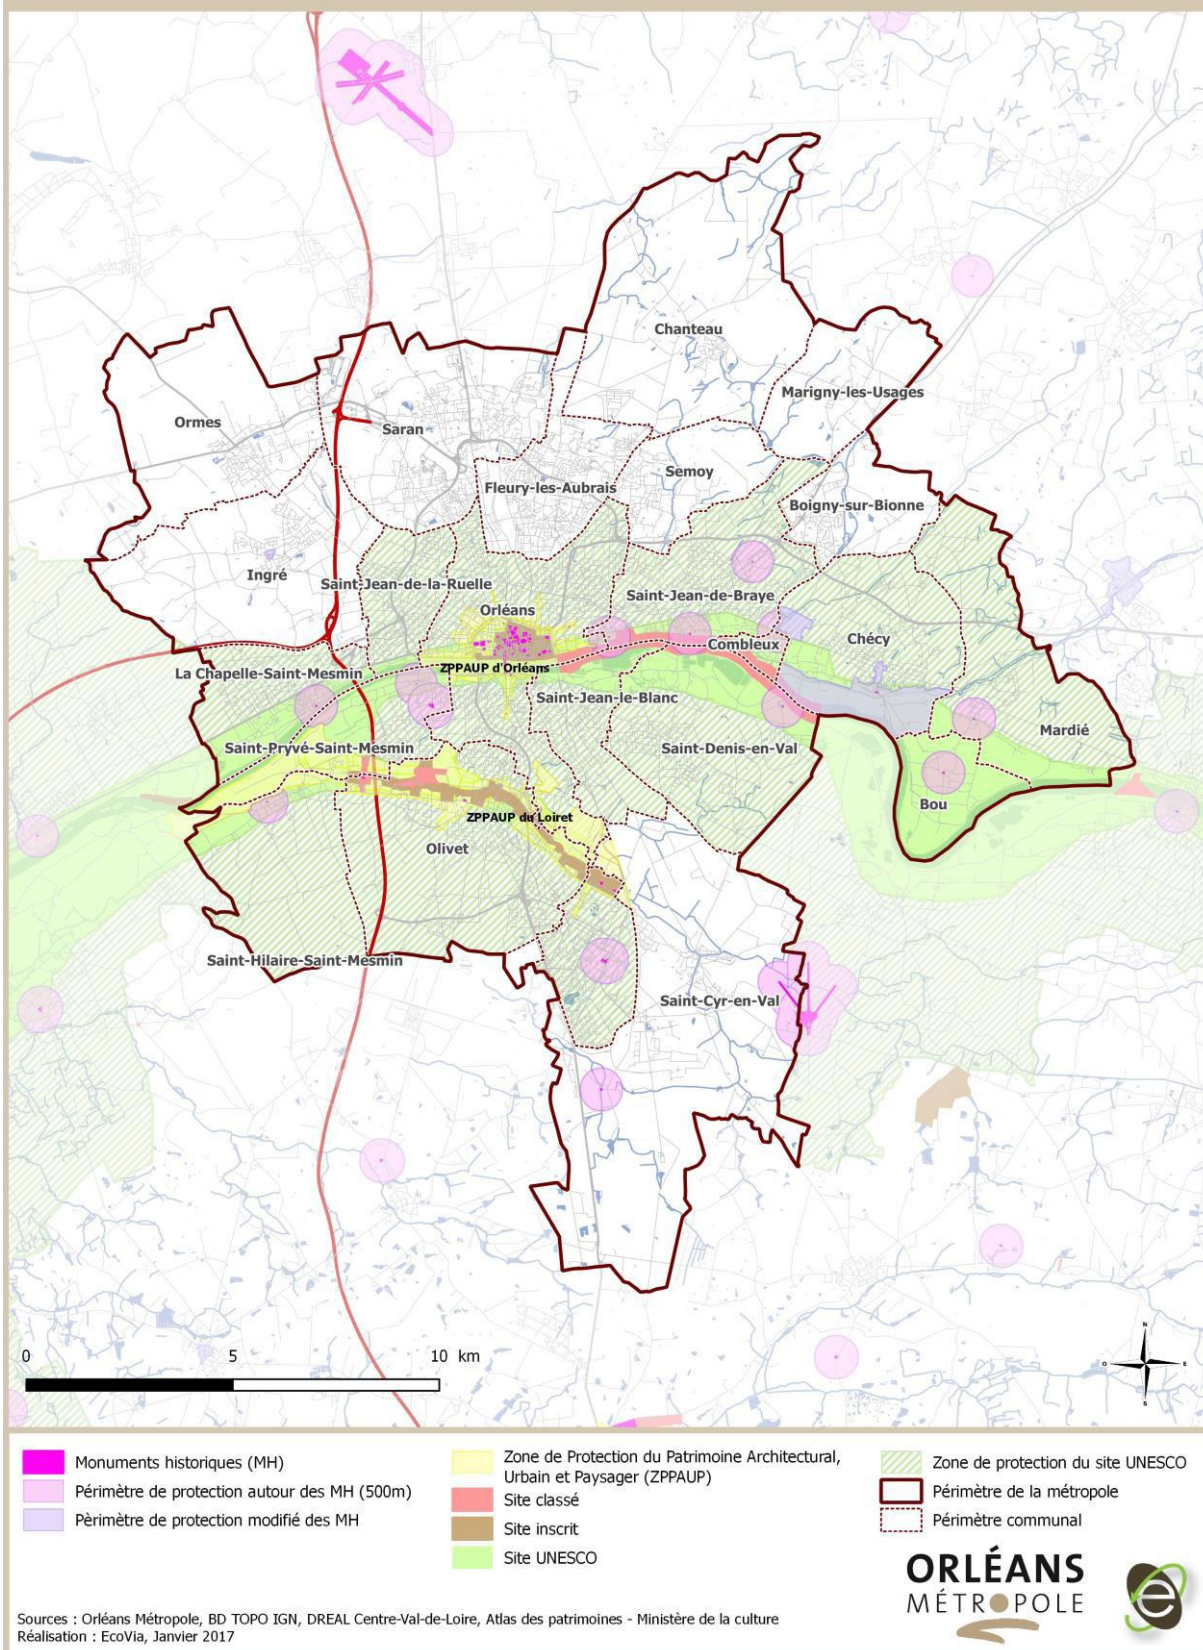 Chanteau
Marigny-les-Usages
Ormes
Saran
Semoy
Fleury-les-Aubrais
Boigny-sur-Bionne
Ingré
Saint-Jean-de-la-Ruelle
Saint-Jean-de-Braye
Orléans
Chécy
Combleux
ZPPAUP d'Orléans
La Chapelle-Saint-Mesmin
Saint-Jean-le-Blanc
Mardié
Saint-Pryvé-Saint-Mesmin
Saint-Denis-en-Val
Bou
ZPPAUP du Loiret
Olivet
Saint-Hilaire-Saint-Mesmin
Saint-Cyr-en-Val
N
O E
S
0 5 10 km
Monuments historiques (MH)
Périmètre de protection autour des MH (500m)
Pèrimètre de protection modifié des MH
Zone de Protection du Patrimoine Architectural,
Urbain et Paysager (ZPPAUP)
Site classé
Site inscrit
Site UNESCO
Zone de protection du site UNESCO
Périmètre de la métropole
Périmètre communal
ORLÉANS
MÉTROPOLE
e
Sources : Orléans Métropole, BD TOPO IGN, DREAL Centre-Val-de-Loire, Atlas des patrimoines - Ministère de la culture
Réalisation : EcoVia, Janvier 2017